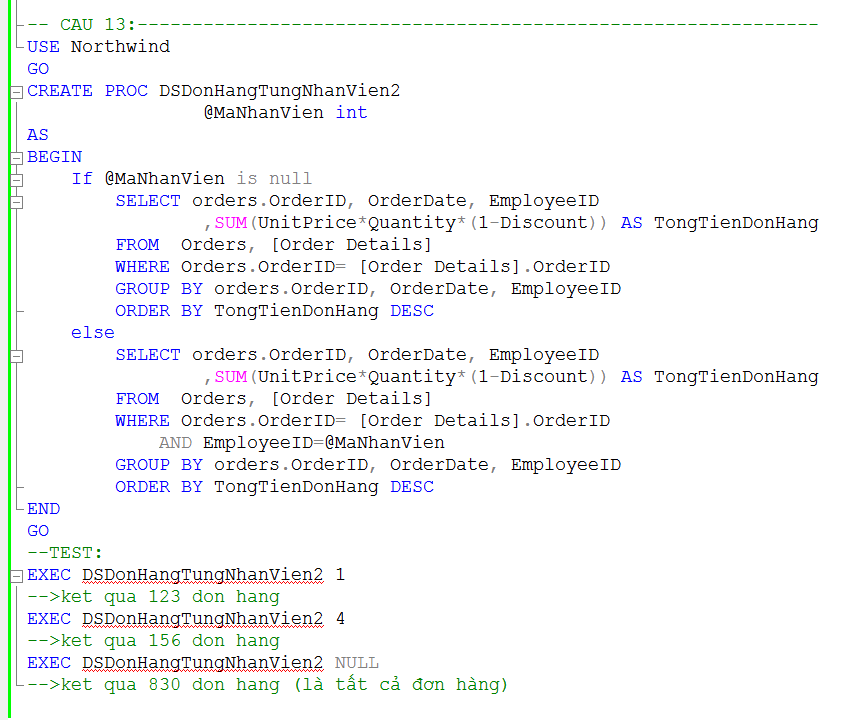 -- CAU 13:--------------------------------------------------------------
USE Northwind
GO
CREATE PROC DSDonHangTungNhanVien2
                @MaNhanVien int
AS
BEGIN
    If @MaNhanVien is null
        SELECT orders.OrderID, OrderDate, EmployeeID
                ,SUM(UnitPrice*Quantity*(1-Discount)) AS TongTienDonHang
        FROM  Orders, [Order Details]
        WHERE Orders.OrderID= [Order Details].OrderID
        GROUP BY orders.OrderID, OrderDate, EmployeeID
        ORDER BY TongTienDonHang DESC
    else
        SELECT orders.OrderID, OrderDate, EmployeeID
                ,SUM(UnitPrice*Quantity*(1-Discount)) AS TongTienDonHang
        FROM  Orders, [Order Details]
        WHERE Orders.OrderID= [Order Details].OrderID
            AND EmployeeID=@MaNhanVien
        GROUP BY orders.OrderID, OrderDate, EmployeeID
        ORDER BY TongTienDonHang DESC
END
GO
--TEST:
EXEC DSDonHangTungNhanVien2 1
-->ket qua 123 don hang
EXEC DSDonHangTungNhanVien2 4
-->ket qua 156 don hang
EXEC DSDonHangTungNhanVien2 NULL
-->ket qua 830 don hang (là tất cả đơn hàng)